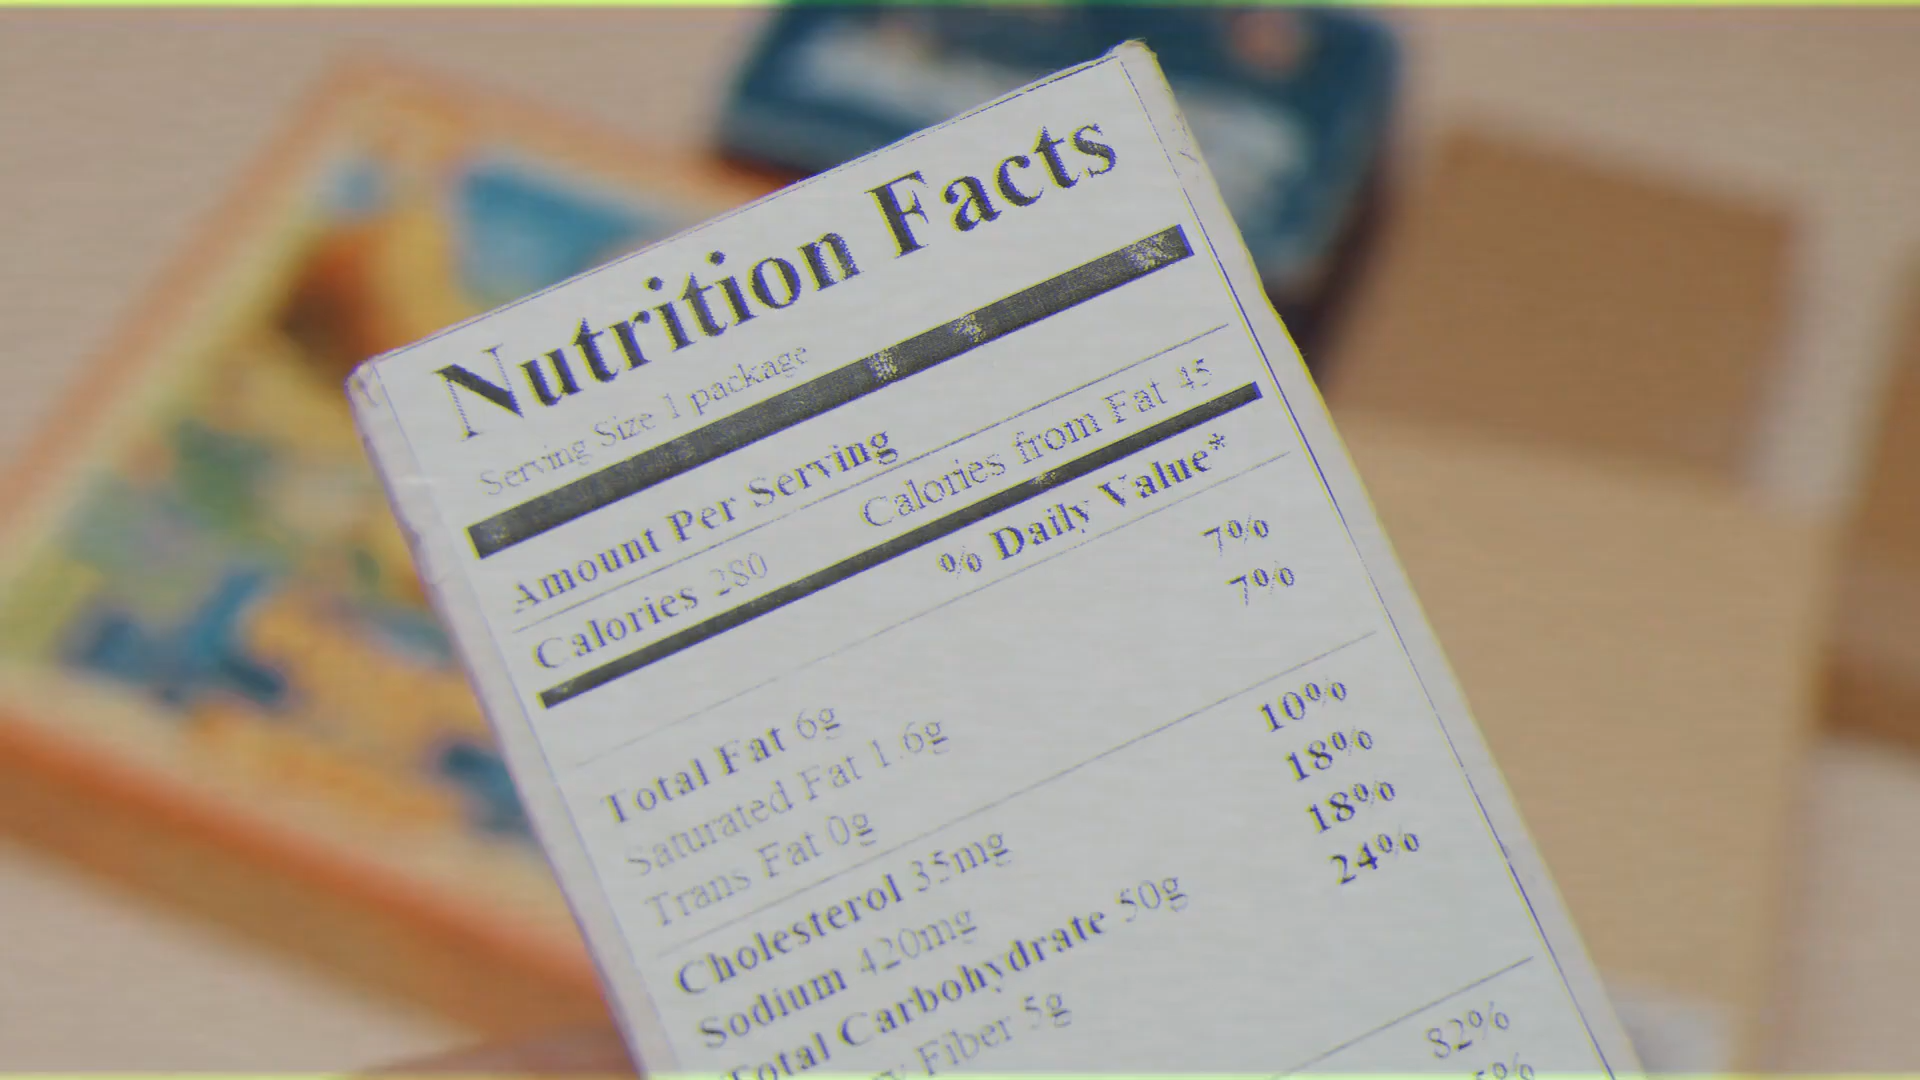 Nutrition Facts
Serving Size 1 package
Amount Per Serving
Calories 280 Calories from Fat 45
% Daily Value*
Total Fat 6g 7%
Saturated Fat 1.6g 7%
Trans Fat 0g
Cholesterol 35mg 10%
Sodium 420mg 18%
Total Carbohydrate 50g 18%
Fiber 5g 24%
82%